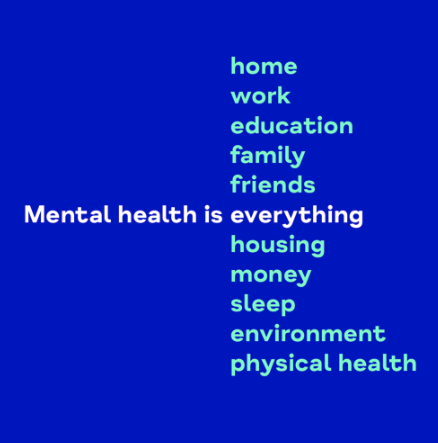 home
work
education
family
friends
Mental health is everything
housing
money
sleep
environment
physical health